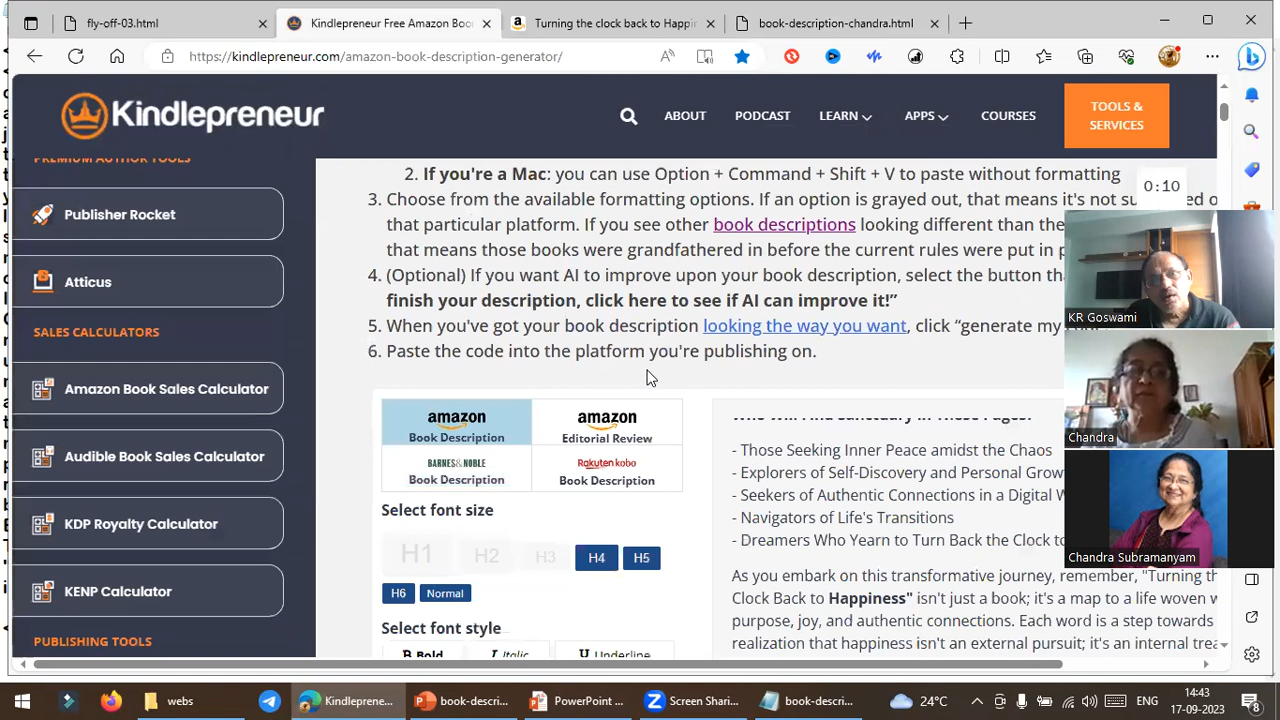 fly-off-03.html
Kindlepreneur Free Amazon Boo
Turning the clock back to Happi
book-description-chandra.html
https://kindlepreneur.com/amazon-book-description-generator/
Kindlepreneur
ABOUT
PODCAST
LEARN
APPS
COURSES
TOOLS &
SERVICES
PREMIUM AUTHOR TOOLS
Publisher Rocket
Atticus
SALES CALCULATORS
Amazon Book Sales Calculator
Audible Book Sales Calculator
KDP Royalty Calculator
KENP Calculator
PUBLISHING TOOLS
2. If you're a Mac: you can use Option + Command + Shift + V to paste without formatting
3. Choose from the available formatting options. If an option is grayed out, that means it's not
that particular platform. If you see other book descriptions looking different than the
that means those books were grandfathered in before the current rules were put in
4. (Optional) If you want AI to improve upon your book description, select the button
finish your description, click here to see if AI can improve it!”
5. When you've got your book description looking the way you want, click “generate my
6. Paste the code into the platform you're publishing on.
0:10
KR Goswami
Chandra
Chandra Subramanyam
amazon
Book Description
amazon
Editorial Review
BARNES&NOBLE
Book Description
Rakuten kobo
Book Description
Select font size
H1 H2 H3 H4 H5
H6 Normal
Select font style
B Bold I Italic U Underline
Who Will Find Sanctuary in These Pages?
- Those Seeking Inner Peace amidst the Chaos
- Explorers of Self-Discovery and Personal Grow
- Seekers of Authentic Connections in a Digital W
- Navigators of Life's Transitions
- Dreamers Who Yearn to Turn Back the Clock to
As you embark on this transformative journey, remember, "Turning th
Clock Back to Happiness" isn't just a book; it's a map to a life woven w
purpose, joy, and authentic connections. Each word is a step towards
realization that happiness isn't an external pursuit; it's an internal trea
webs
Kindleprene...
book-descri...
PowerPoint ...
Screen Shari...
book-descri...
24°C
ENG
14:43
17-09-2023
8